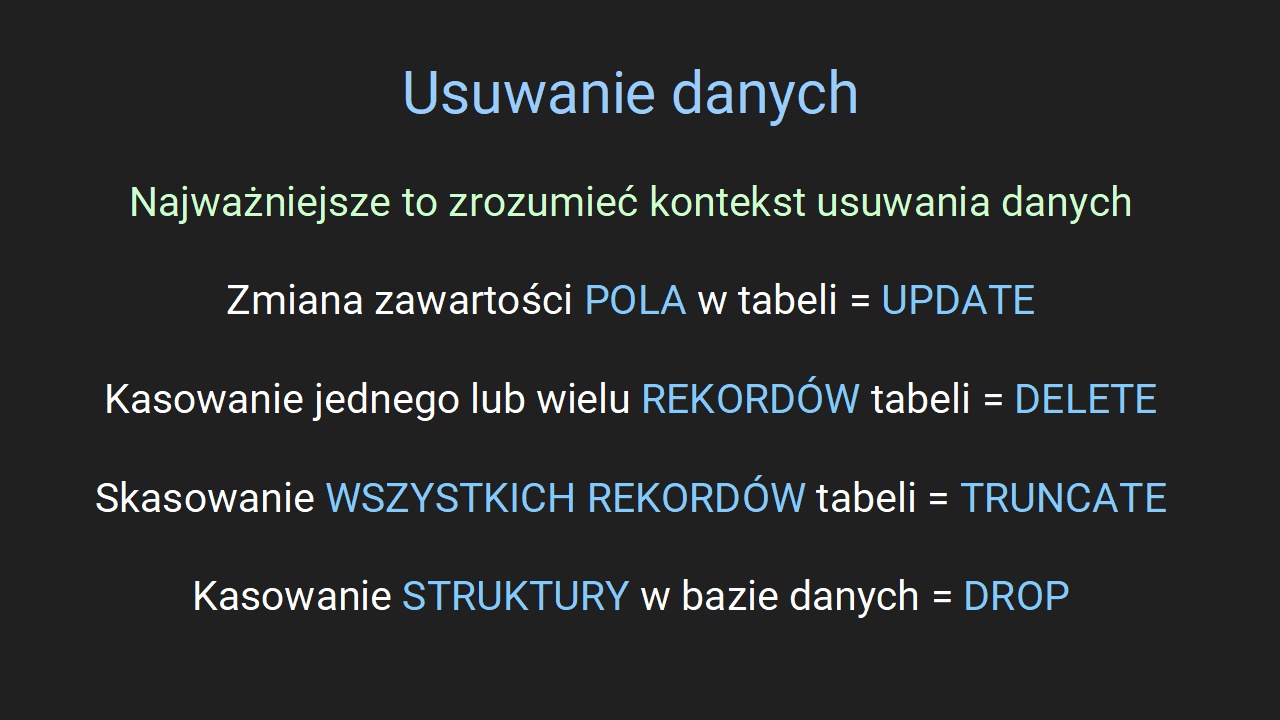 Usuwanie danych
Najważniejsze to zrozumieć kontekst usuwania danych
Zmiana zawartości POLA w tabeli = UPDATE
Kasowanie jednego lub wielu REKORDÓW tabeli = DELETE
Skasowanie WSZYSTKICH REKORDÓW tabeli = TRUNCATE
Kasowanie STRUKTURY w bazie danych = DROP